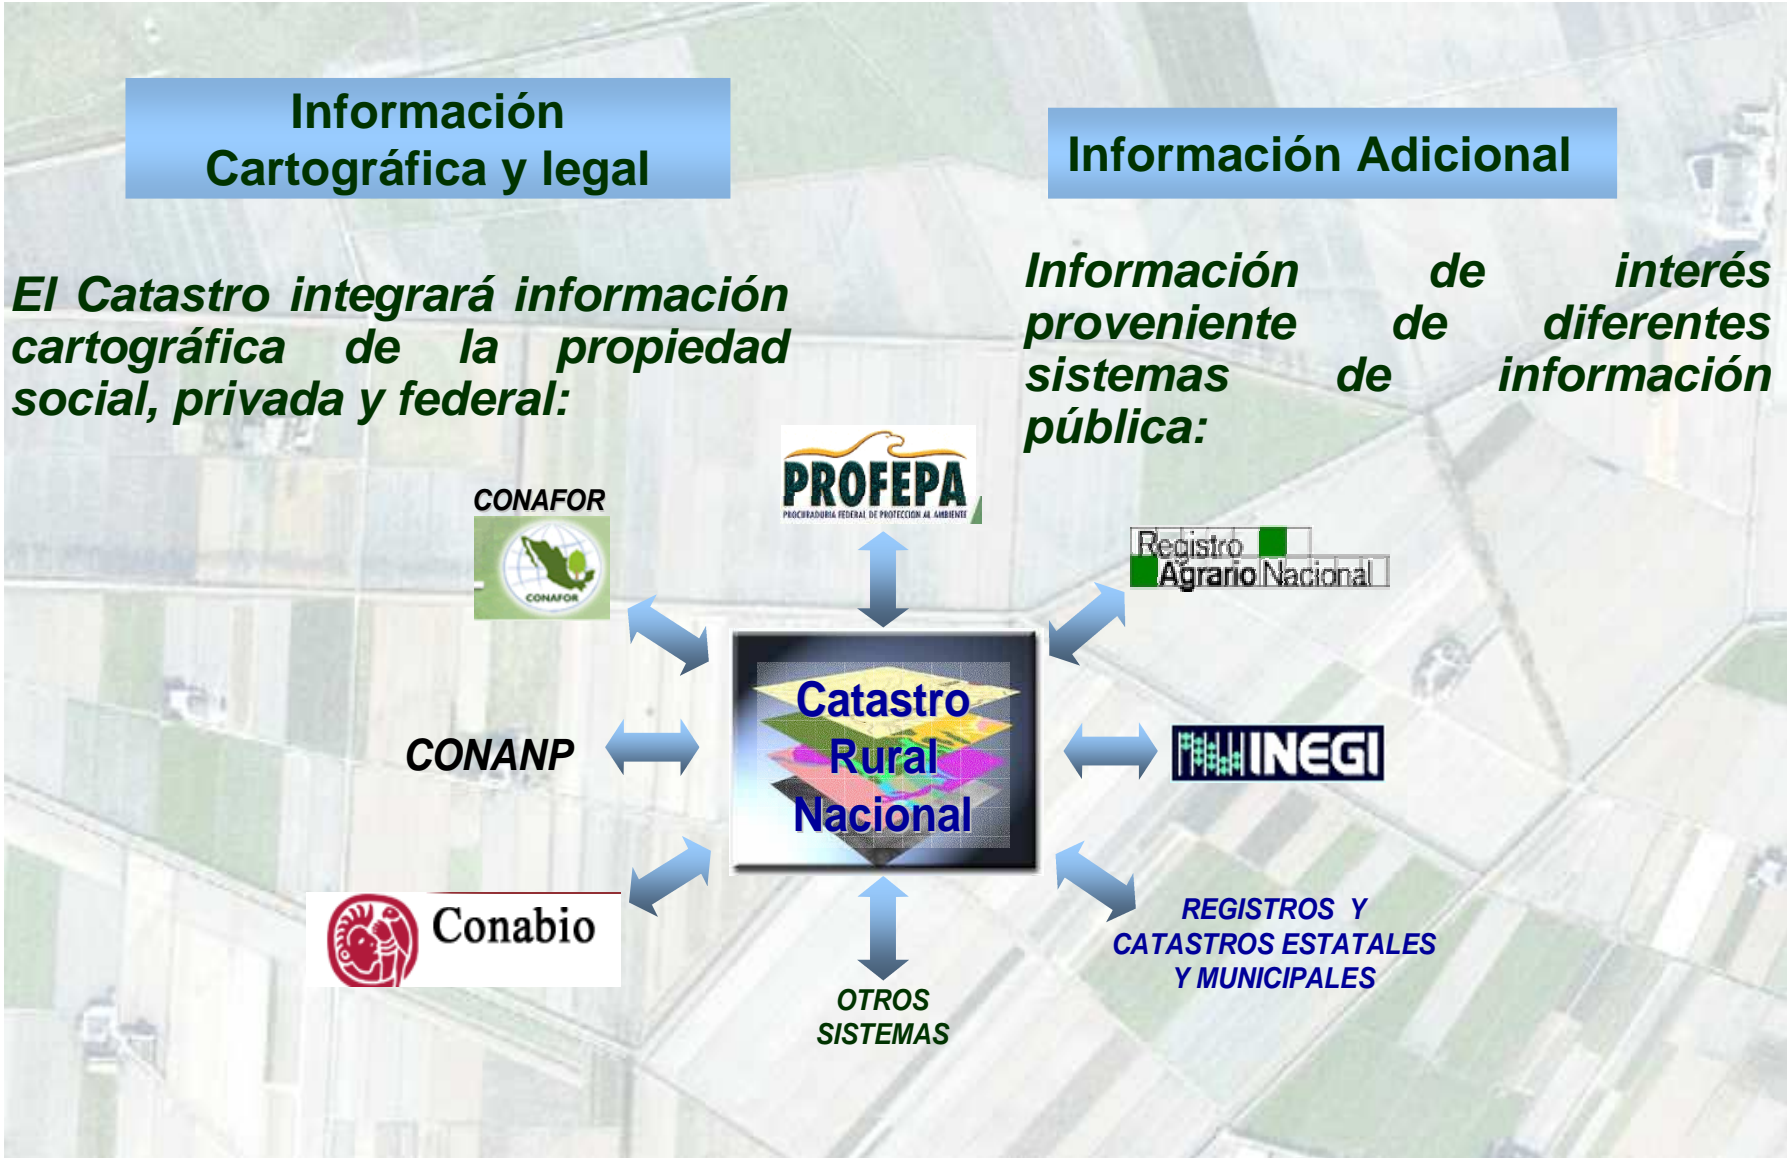 Información
Cartográfica y legal
Información Adicional
El Catastro integrará información
cartográfica de la propiedad
social, privada y federal:
Información de interés
proveniente de diferentes
sistemas de información
pública:
PROFEPA
PROCURADURIA FEDERAL DE PROTECCION AL AMBIENTE
CONAFOR
CONAFOR
Registro
Agrario Nacional
Catastro
Rural
Nacional
CONANP
INEGI
Conabio
REGISTROS Y
CATASTROS ESTATALES
Y MUNICIPALES
OTROS
SISTEMAS